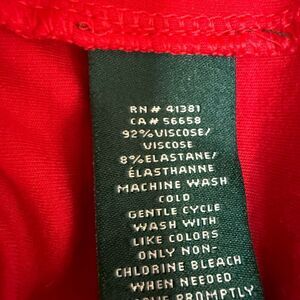 RN# 41381
CA# 56658
92%VISCOSE/
VISCOSE
8%ELASTANE/
ÉLASTHANNE
MACHINE WASH
COLD
GENTLE CYCLE
WASH WITH
LIKE COLORS
ONLY NON-
CHLORINE BLEACH
WHEN NEEDED
PROMPTLY